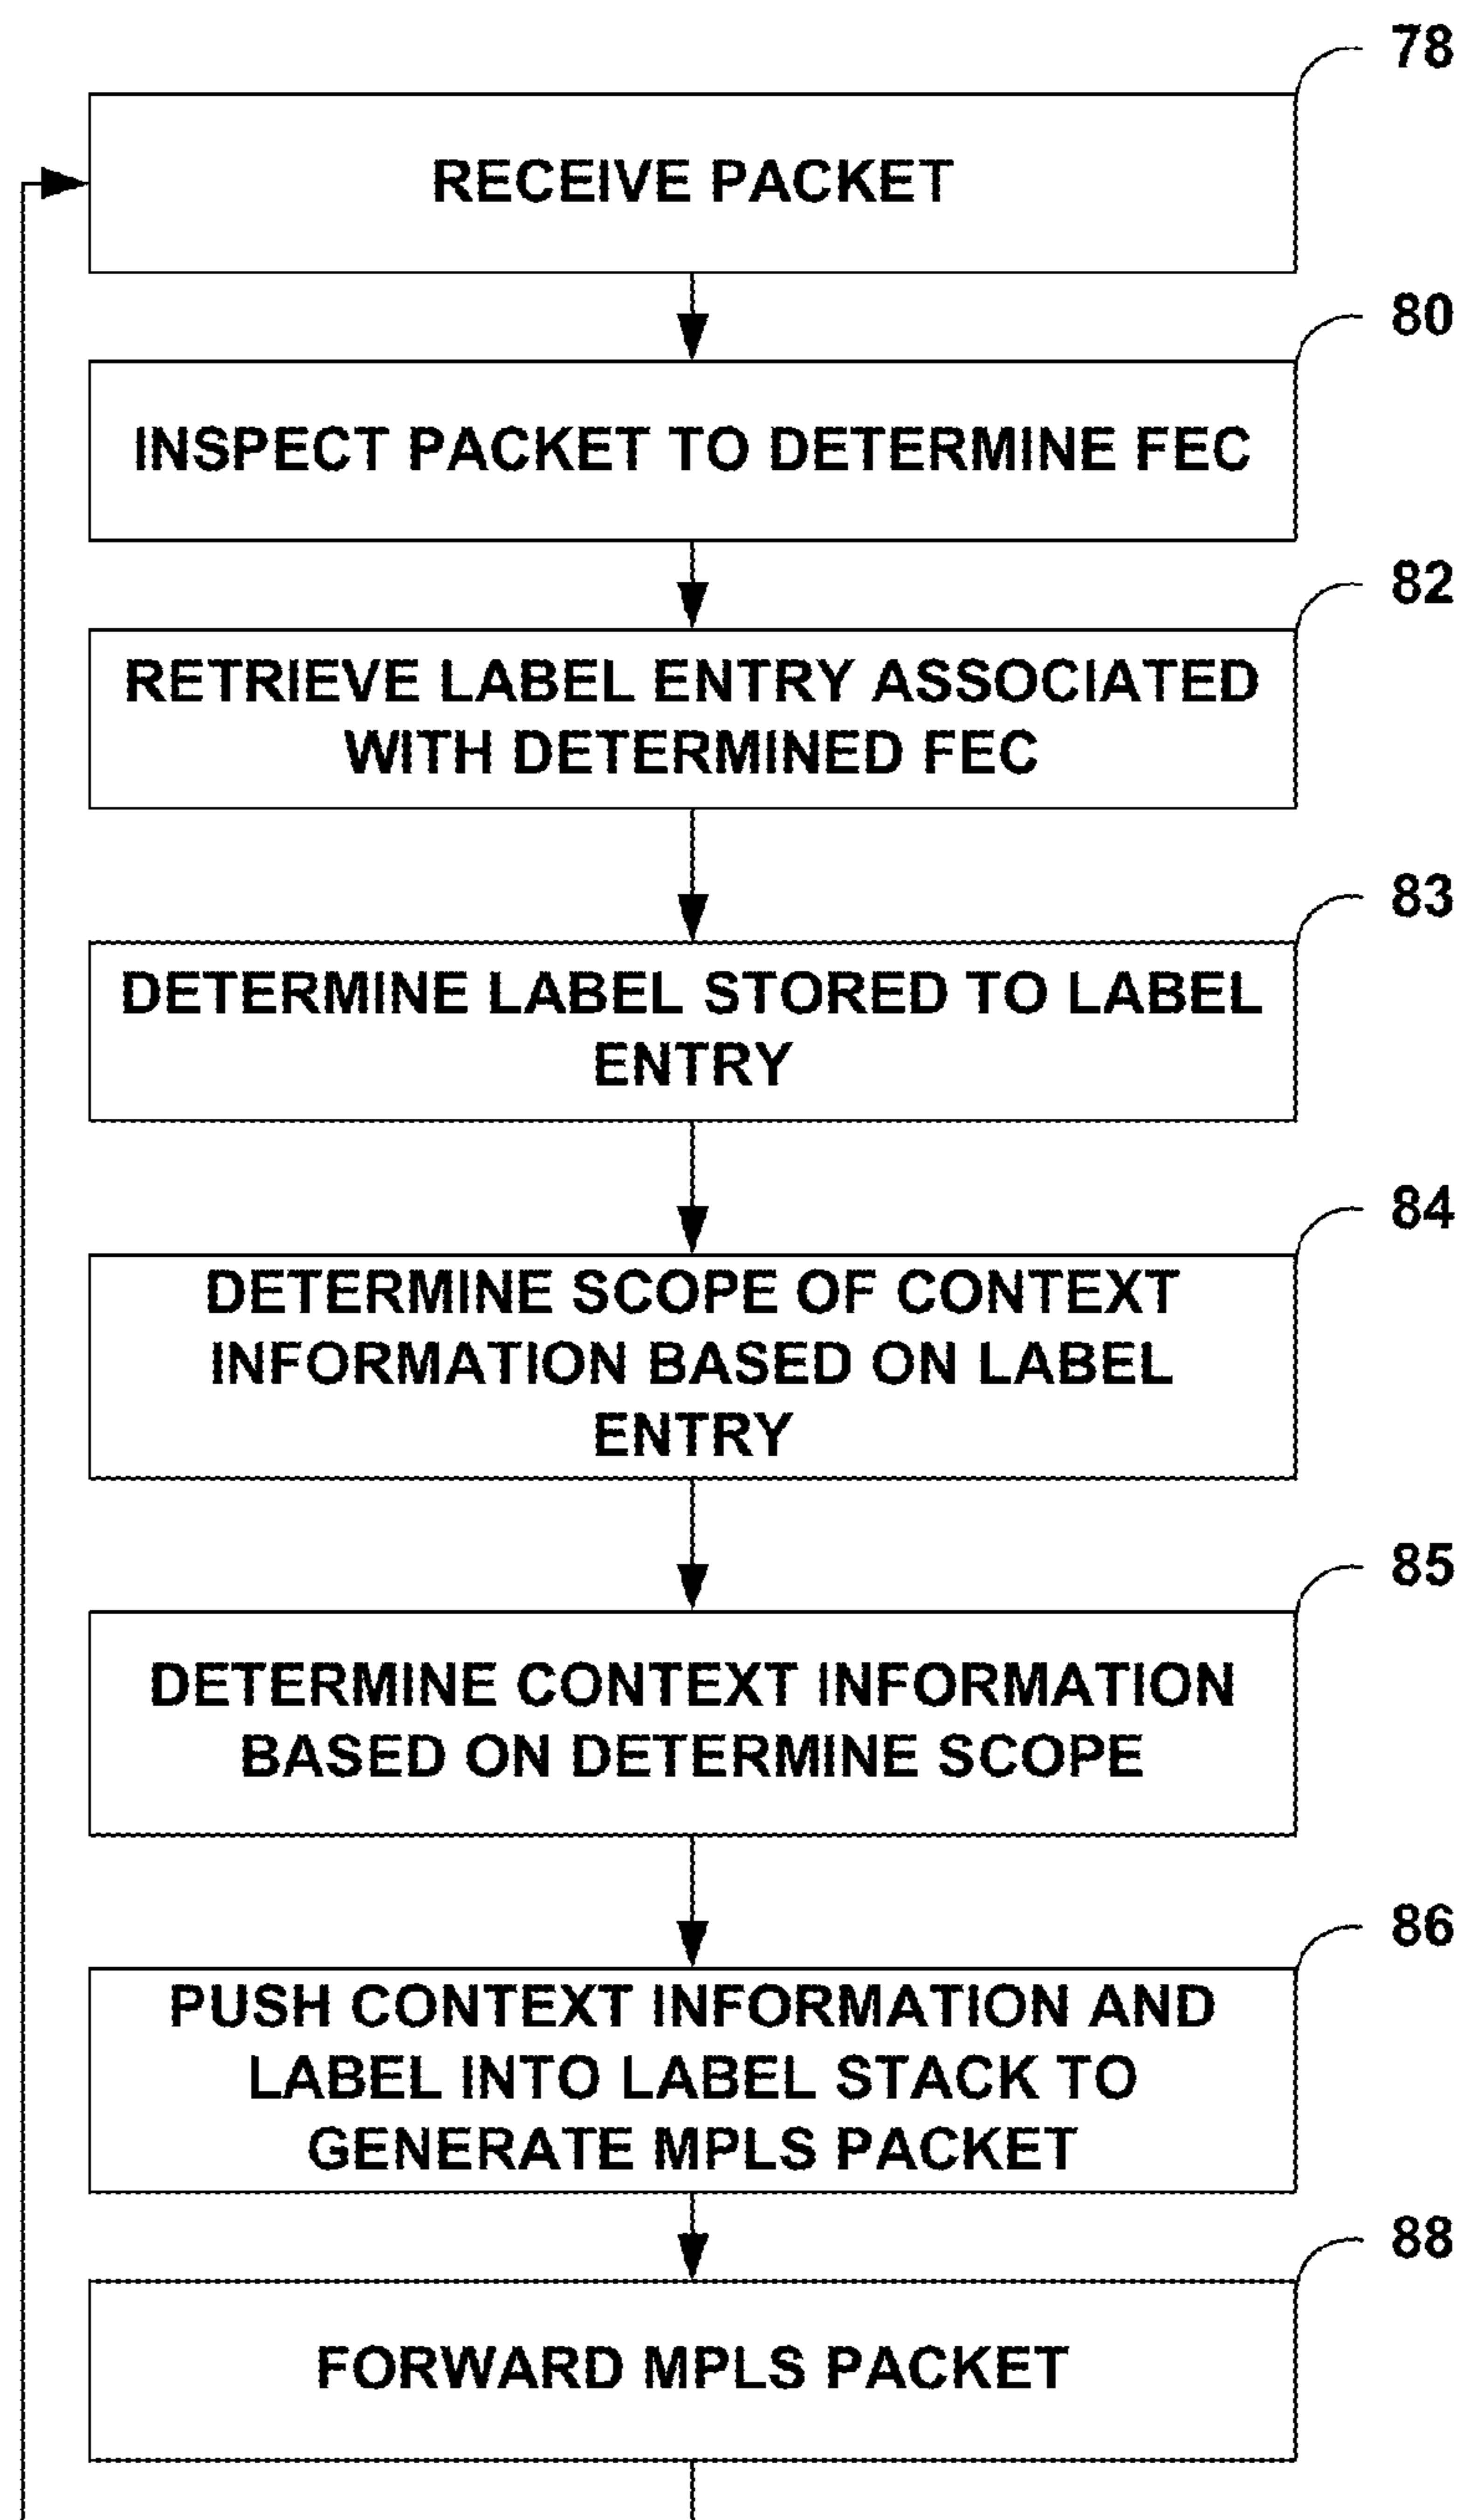 78
RECEIVE PACKET
80
INSPECT PACKET TO DETERMINE FEC
82
RETRIEVE LABEL ENTRY ASSOCIATED
WITH DETERMINED FEC
83
DETERMINE LABEL STORED TO LABEL
ENTRY
84
DETERMINE SCOPE OF CONTEXT
INFORMATION BASED ON LABEL
ENTRY
85
DETERMINE CONTEXT INFORMATION
BASED ON DETERMINE SCOPE
86
PUSH CONTEXT INFORMATION AND
LABEL INTO LABEL STACK TO
GENERATE MPLS PACKET
88
FORWARD MPLS PACKET